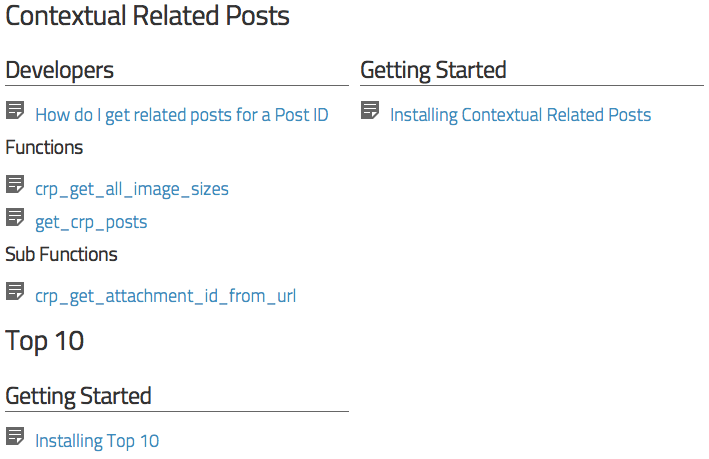 Contextual Related Posts
Developers
How do I get related posts for a Post ID
Functions
crp_get_all_image_sizes
get_crp_posts
Sub Functions
crp_get_attachment_id_from_url
Getting Started
Installing Contextual Related Posts
Top 10
Getting Started
Installing Top 10